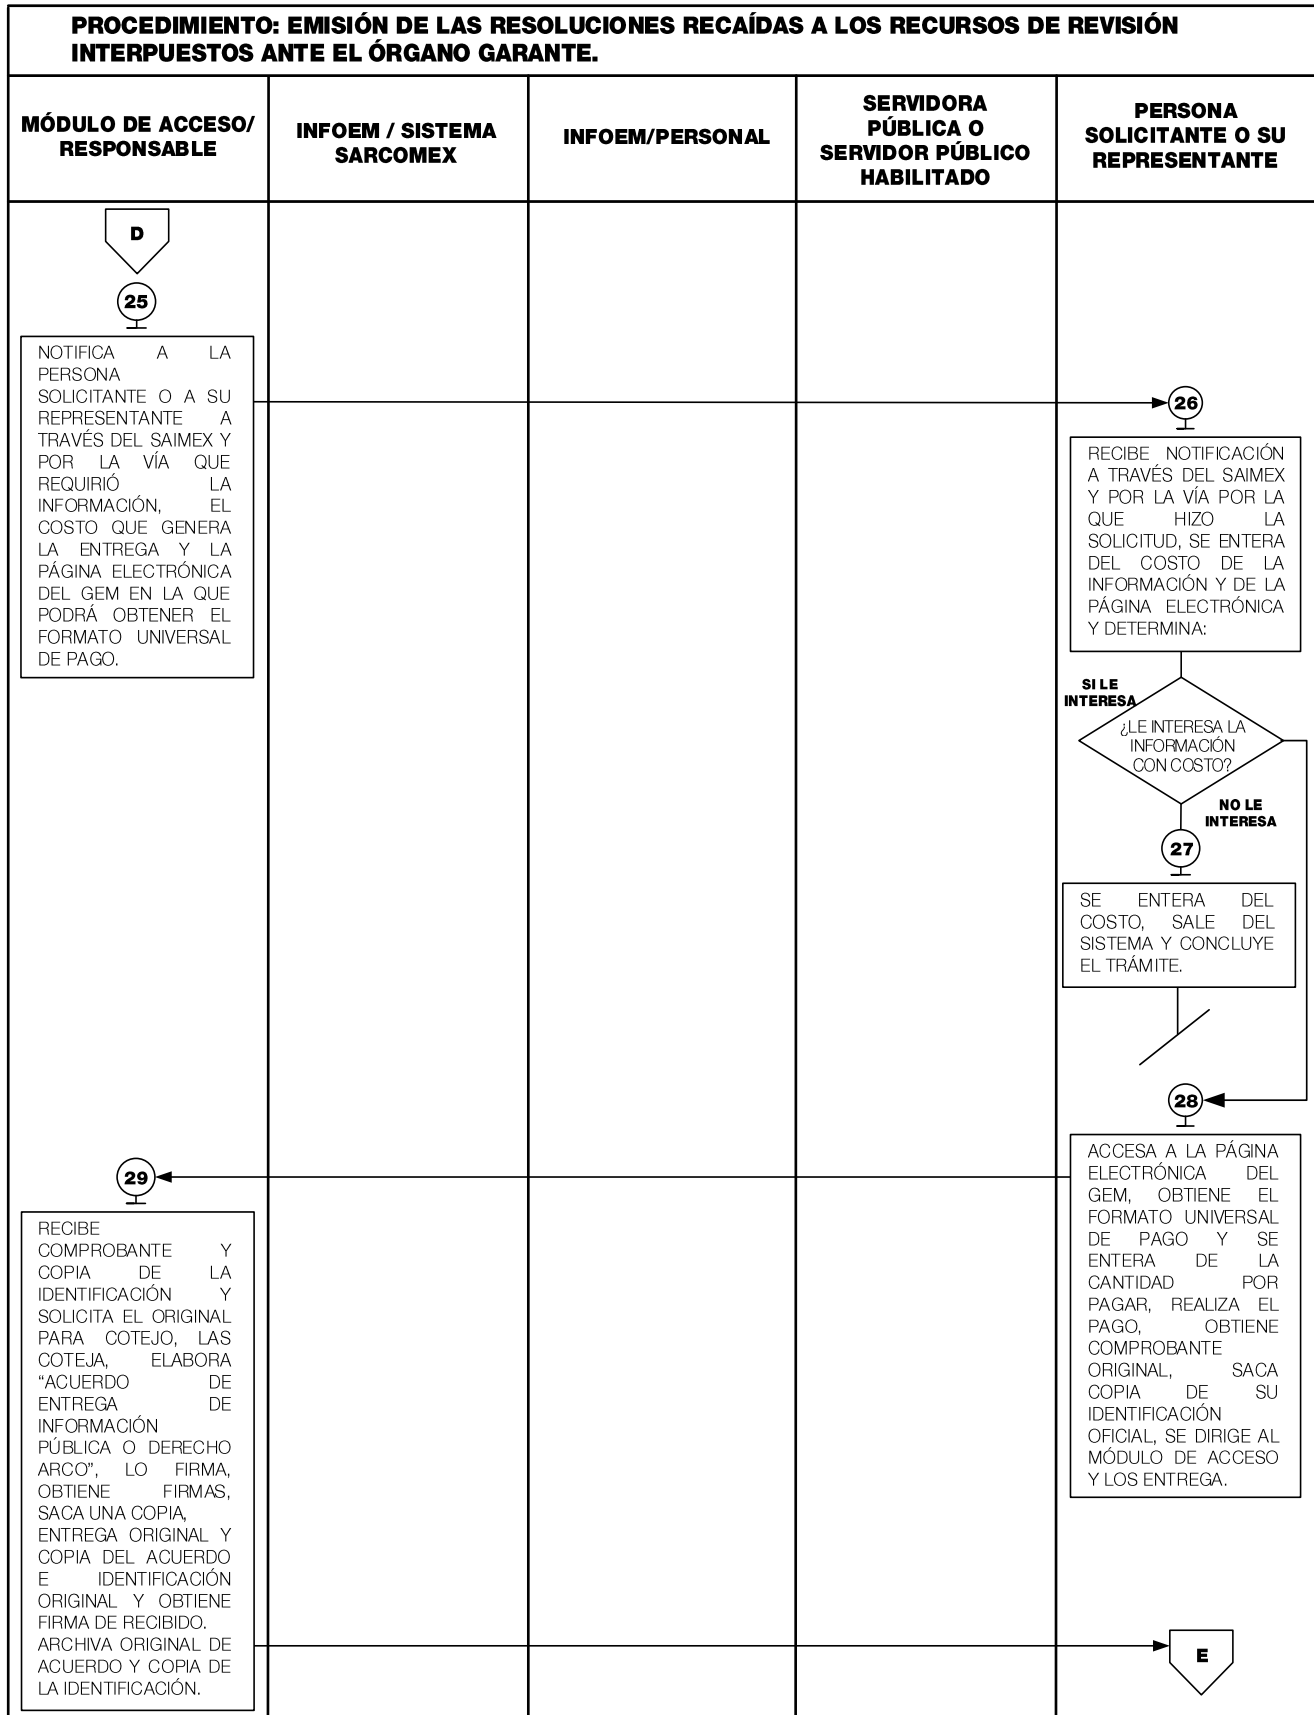 PROCEDIMIENTO: EMISIÓN DE LAS RESOLUCIONES RECAÍDAS A LOS RECURSOS DE REVISIÓN
INTERPUESTOS ANTE EL ÓRGANO GARANTE.
MÓDULO DE ACCESO/
RESPONSABLE
INFOEM / SISTEMA
SARCOMEX
INFOEM/PERSONAL
SERVIDORA
PÚBLICA O
SERVIDOR PÚBLICO
HABILITADO
PERSONA
SOLICITANTE O SU
REPRESENTANTE
D
25
NOTIFICA A LA
PERSONA
SOLICITANTE O A SU
REPRESENTANTE A
TRAVÉS DEL SAIMEX Y
POR LA VÍA QUE
REQUIRIÓ LA
INFORMACIÓN, EL
COSTO QUE GENERA
LA ENTREGA Y LA
PÁGINA ELECTRÓNICA
DEL GEM EN LA QUE
PODRÁ OBTENER EL
FORMATO UNIVERSAL
DE PAGO.
26
RECIBE NOTIFICACIÓN
A TRAVÉS DEL SAIMEX
Y POR LA VÍA POR LA
QUE HIZO LA
SOLICITUD, SE ENTERA
DEL COSTO DE LA
INFORMACIÓN Y DE LA
PÁGINA ELECTRÓNICA
Y DETERMINA:
SI LE
INTERESA
¿LE INTERESA LA
INFORMACIÓN
CON COSTO?
NO LE
INTERESA
27
SE ENTERA DEL
COSTO, SALE DEL
SISTEMA Y CONCLUYE
EL TRÁMITE.
28
ACCESA A LA PÁGINA
ELECTRÓNICA DEL
GEM, OBTIENE EL
FORMATO UNIVERSAL
DE PAGO Y SE
ENTERA DE LA
CANTIDAD POR
PAGAR, REALIZA EL
PAGO, OBTIENE
COMPROBANTE
ORIGINAL, SACA
COPIA DE SU
IDENTIFICACIÓN
OFICIAL, SE DIRIGE AL
MÓDULO DE ACCESO
Y LOS ENTREGA.
29
RECIBE
COMPROBANTE Y
COPIA DE LA
IDENTIFICACIÓN Y
SOLICITA EL ORIGINAL
PARA COTEJO, LAS
COTEJA, ELABORA
“ACUERDO DE
ENTREGA DE
INFORMACIÓN
PÚBLICA O DERECHO
ARCO”, LO FIRMA,
OBTIENE FIRMAS,
SACA UNA COPIA,
ENTREGA ORIGINAL Y
COPIA DEL ACUERDO
E IDENTIFICACIÓN
ORIGINAL Y OBTIENE
FIRMA DE RECIBIDO.
ARCHIVA ORIGINAL DE
ACUERDO Y COPIA DE
LA IDENTIFICACIÓN.
E